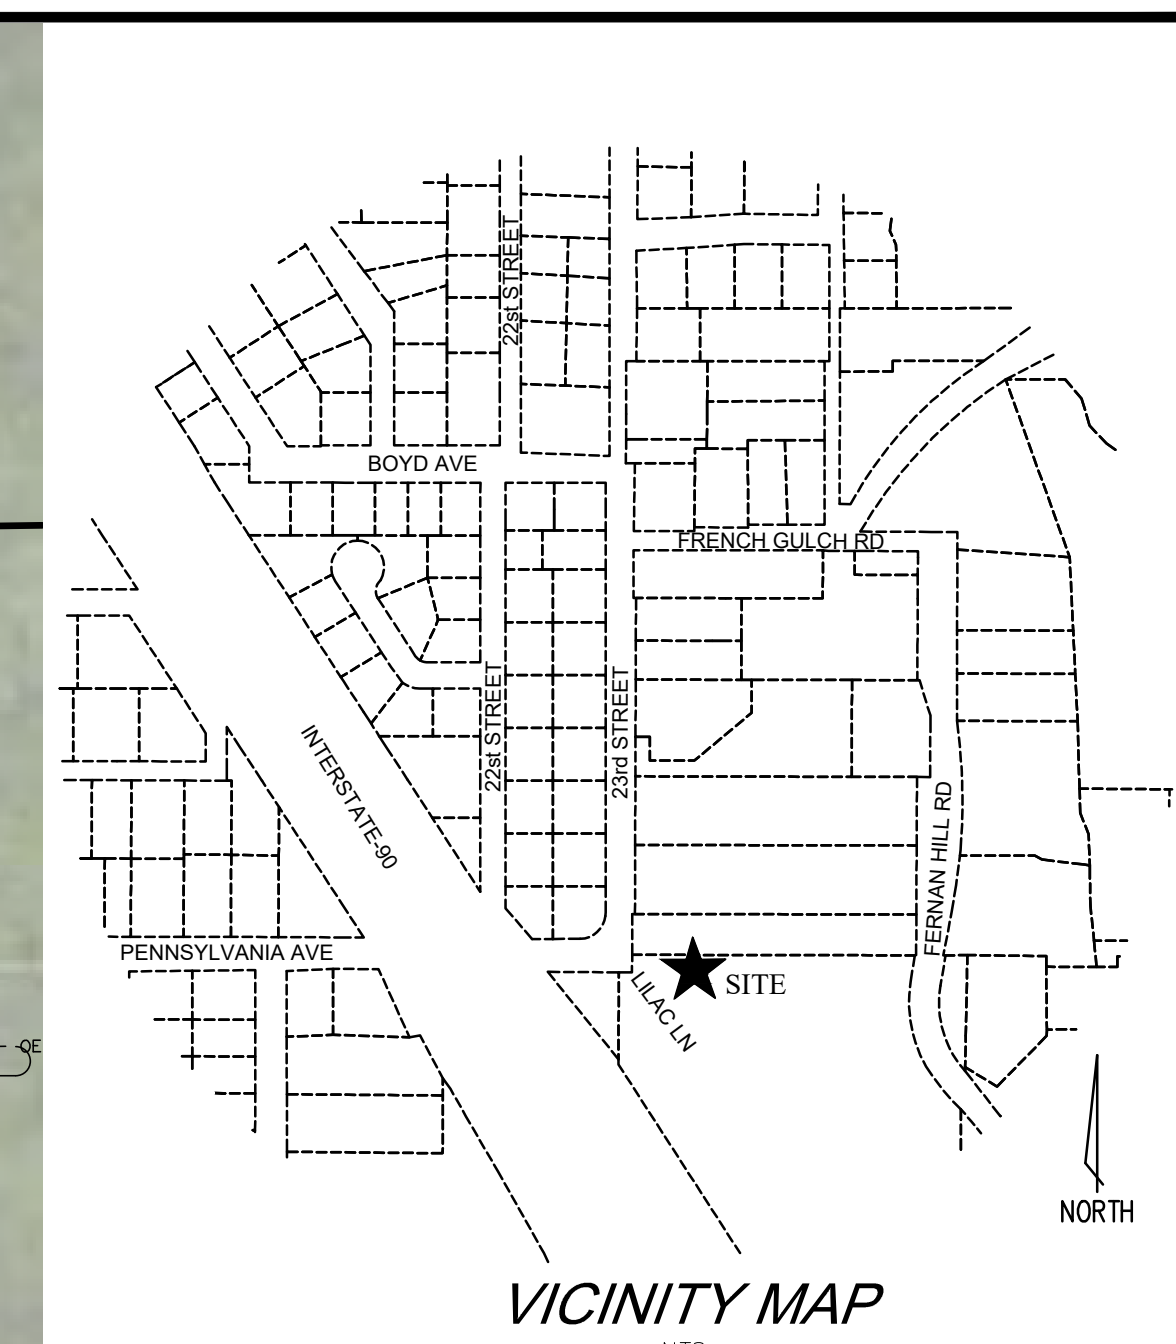 22st STREET
BOYD AVE
FRENCH GULCH RD
22st STREET
23rd STREET
INTERSTATE-90
FERNAN HILL RD
PENNSYLVANIA AVE
SITE
LILAC LN
OE
NORTH
VICINITY MAP